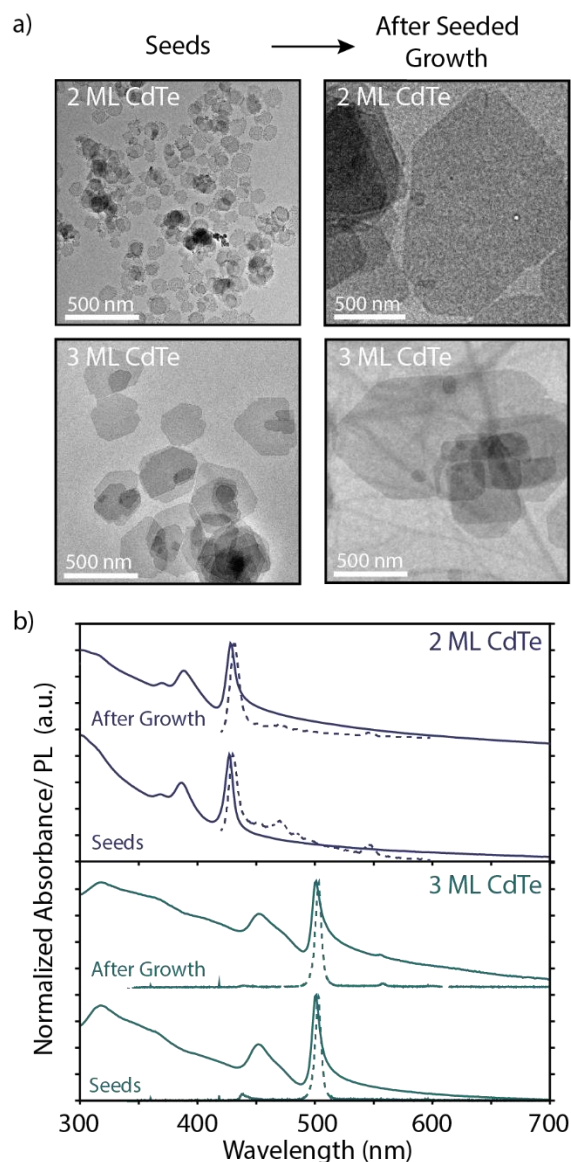 a)
Seeds
After Seeded
Growth
2 ML CdTe
500 nm
2 ML CdTe
500 nm
3 ML CdTe
500 nm
3 ML CdTe
500 nm
b)
Normalized Absorbance/ PL (a.u.)
2 ML CdTe
After Growth
Seeds
3 ML CdTe
After Growth
Seeds
300 400 500 600 700
Wavelength (nm)